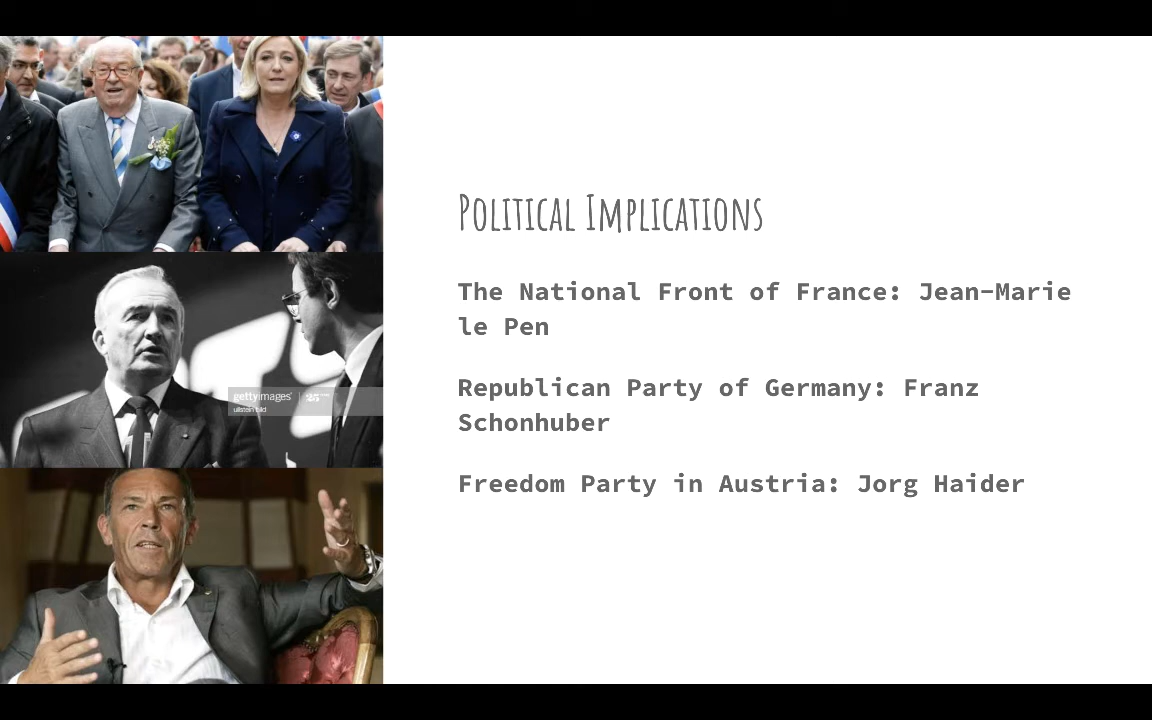 Political Implications
The National Front of France: Jean-Marie
le Pen
Republican Party of Germany: Franz
Schonhuber
Freedom Party in Austria: Jorg Haider
gettyimages
ullstein bild